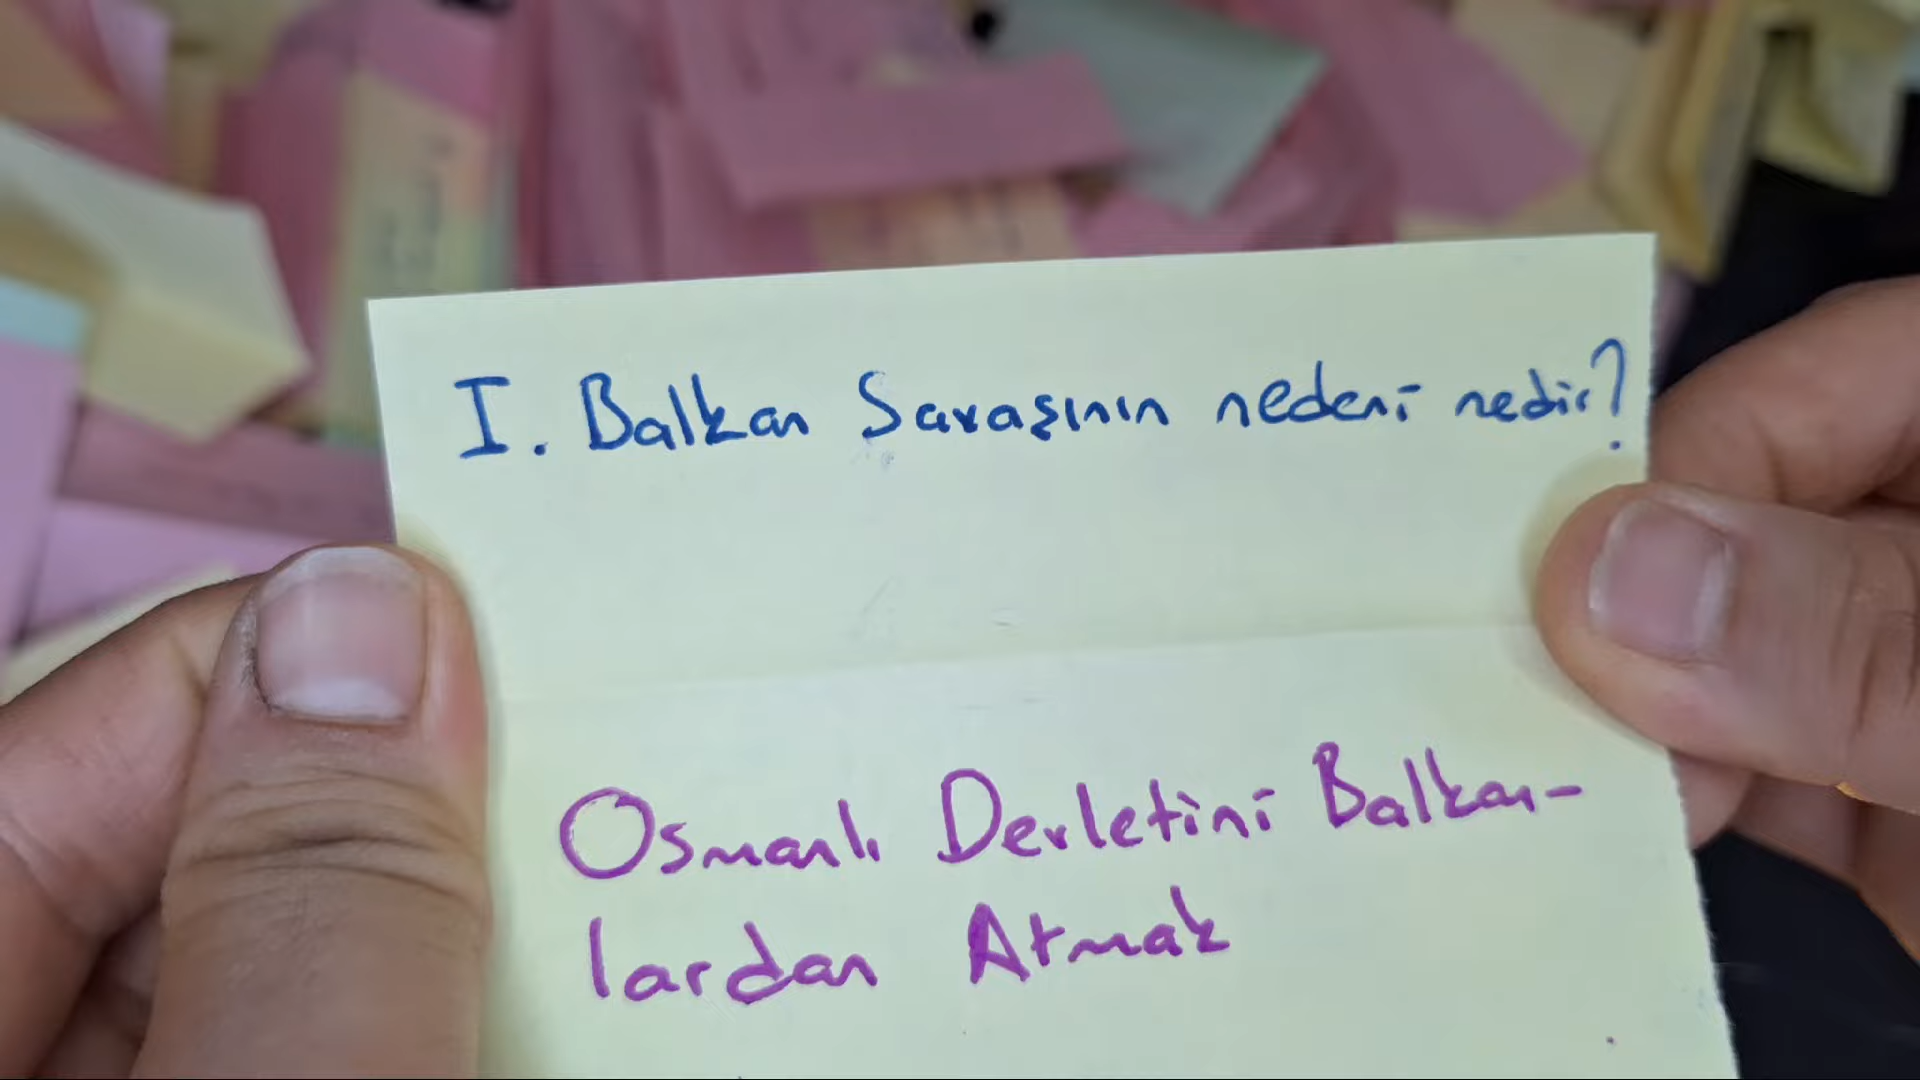 I. Balkan Savaşının nedeni nedir?
Osmanlı Devletini Balkan-
lardan Atmak